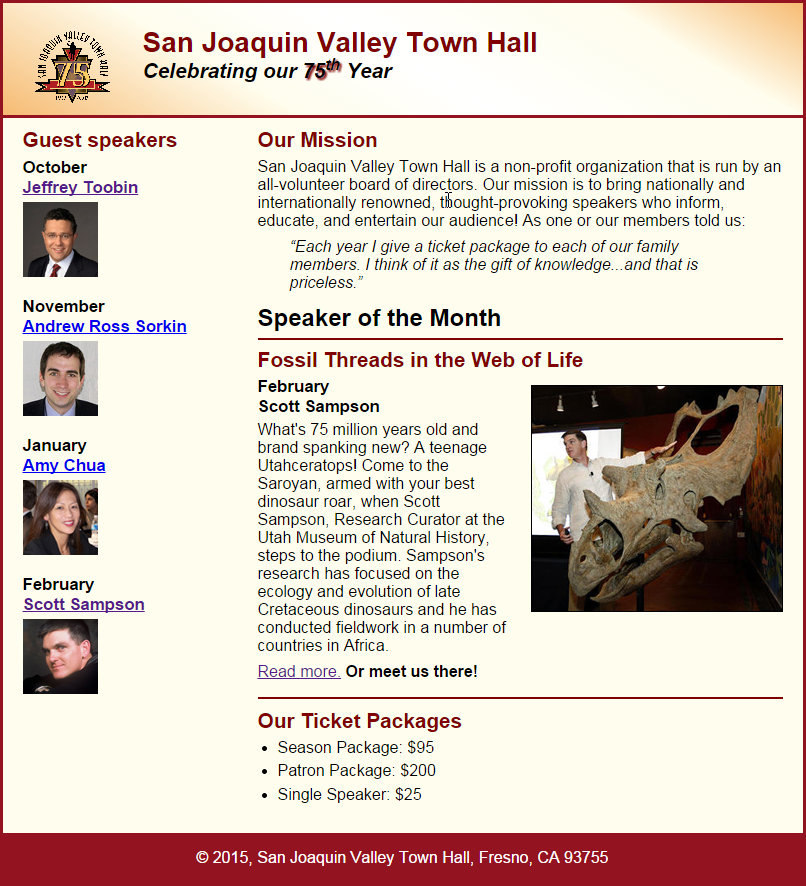 SAN JOAQUIN VALLEY TOWN HALL
75
San Joaquin Valley Town Hall
Celebrating our 75th Year
Guest speakers
October
Jeffrey Toobin
November
Andrew Ross Sorkin
January
Amy Chua
February
Scott Sampson
Our Mission
San Joaquin Valley Town Hall is a non-profit organization that is run by an
all-volunteer board of directors. Our mission is to bring nationally and
internationally renowned, thought-provoking speakers who inform,
educate, and entertain our audience! As one or our members told us:
“Each year I give a ticket package to each of our family
members. I think of it as the gift of knowledge...and that is
priceless.”
Speaker of the Month
Fossil Threads in the Web of Life
February
Scott Sampson
What's 75 million years old and
brand spanking new? A teenage
Utahceratops! Come to the
Saroyan, armed with your best
dinosaur roar, when Scott
Sampson, Research Curator at the
Utah Museum of Natural History,
steps to the podium. Sampson's
research has focused on the
ecology and evolution of late
Cretaceous dinosaurs and he has
conducted fieldwork in a number of
countries in Africa.
Read more. Or meet us there!
Our Ticket Packages
• Season Package: $95
• Patron Package: $200
• Single Speaker: $25
© 2015, San Joaquin Valley Town Hall, Fresno, CA 93755